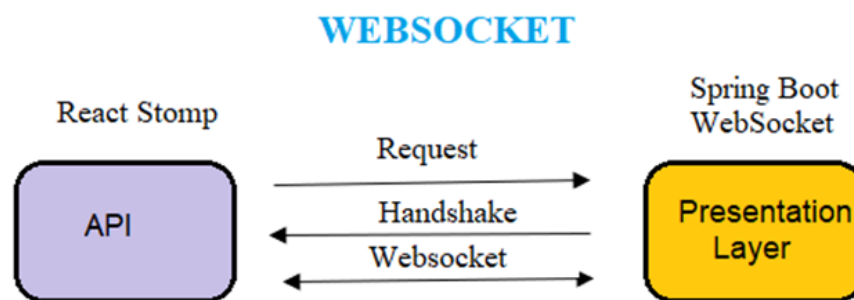 WEBSOCKET
React Stomp
Spring Boot
WebSocket
Request
API
Handshake
Presentation
Layer
Websocket